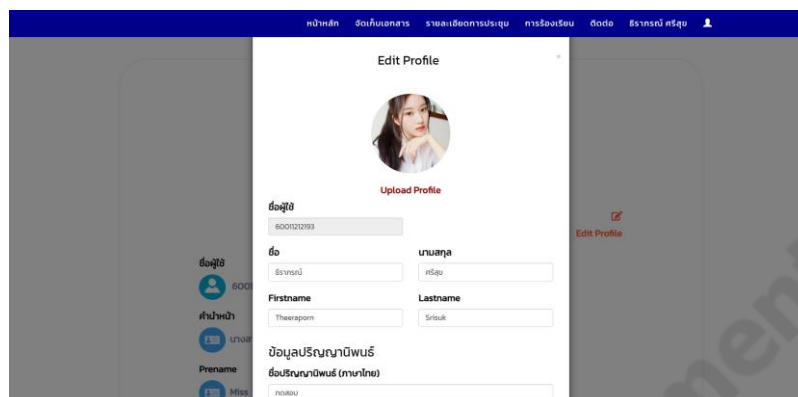 หน้าหลัก จัดเก็บเอกสาร รายละเอียดการประชุม การร้องเรียน ติดต่อ ธีราภรณ์ ศรีสุข
Edit Profile
×
Upload Profile
ชื่อผู้ใช้
60011212193
Edit Profile
ชื่อ นามสกุล
ธีราภรณ์ ศรีสุข
ชื่อผู้ใช้
6001
Firstname Lastname
Theeraporn Srisuk
คำนำหน้า
นางส
ข้อมูลปริญญานิพนธ์
Prename
ชื่อปริญญานิพนธ์ (ภาษาไทย)
Miss
ทดสอบ